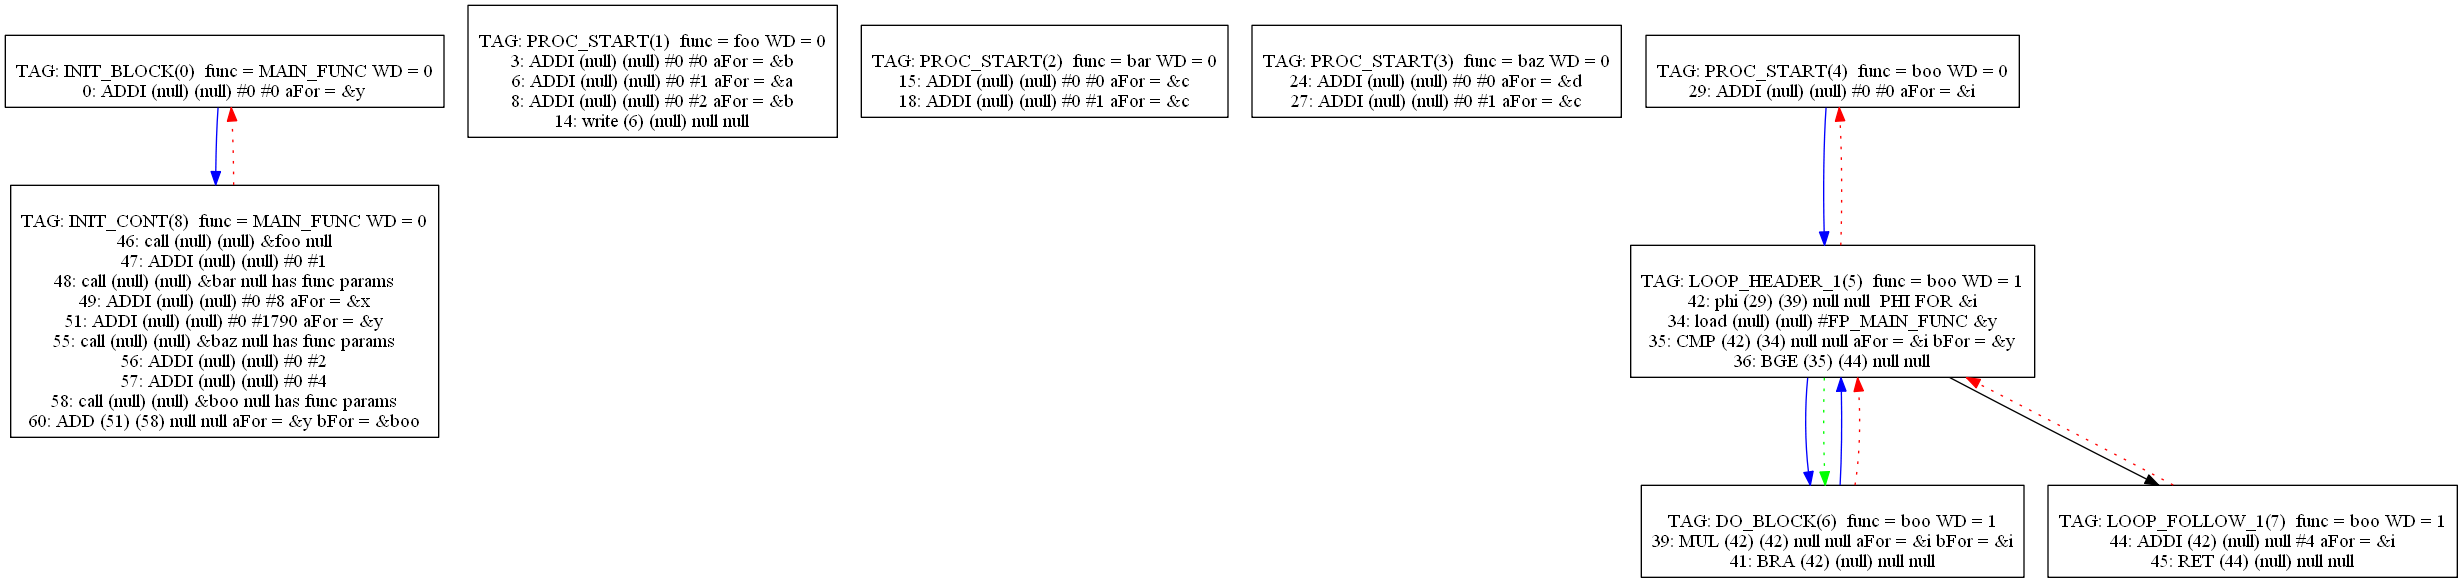 TAG: INIT_BLOCK(0)  func = MAIN_FUNC WD = 0
0: ADDI (null) (null) #0 #0 aFor = &y
TAG: PROC_START(1)  func = foo WD = 0
3: ADDI (null) (null) #0 #0 aFor = &b
6: ADDI (null) (null) #0 #1 aFor = &a
8: ADDI (null) (null) #0 #2 aFor = &b
14: write (6) (null) null null
TAG: PROC_START(2)  func = bar WD = 0
15: ADDI (null) (null) #0 #0 aFor = &c
18: ADDI (null) (null) #0 #1 aFor = &c
TAG: PROC_START(3)  func = baz WD = 0
24: ADDI (null) (null) #0 #0 aFor = &d
27: ADDI (null) (null) #0 #1 aFor = &c
TAG: PROC_START(4)  func = boo WD = 0
29: ADDI (null) (null) #0 #0 aFor = &i
TAG: INIT_CONT(8)  func = MAIN_FUNC WD = 0
46: call (null) (null) &foo null
47: ADDI (null) (null) #0 #1
48: call (null) (null) &bar null has func params
49: ADDI (null) (null) #0 #8 aFor = &x
51: ADDI (null) (null) #0 #1790 aFor = &y
55: call (null) (null) &baz null has func params
56: ADDI (null) (null) #0 #2
57: ADDI (null) (null) #0 #4
58: call (null) (null) &boo null has func params
60: ADD (51) (58) null null aFor = &y bFor = &boo
TAG: LOOP_HEADER_1(5)  func = boo WD = 1
42: phi (29) (39) null null  PHI FOR &i
34: load (null) (null) #FP_MAIN_FUNC &y
35: CMP (42) (34) null null aFor = &i bFor = &y
36: BGE (35) (44) null null
TAG: DO_BLOCK(6)  func = boo WD = 1
39: MUL (42) (42) null null aFor = &i bFor = &i
41: BRA (42) (null) null null
TAG: LOOP_FOLLOW_1(7)  func = boo WD = 1
44: ADDI (42) (null) null #4 aFor = &i
45: RET (44) (null) null null